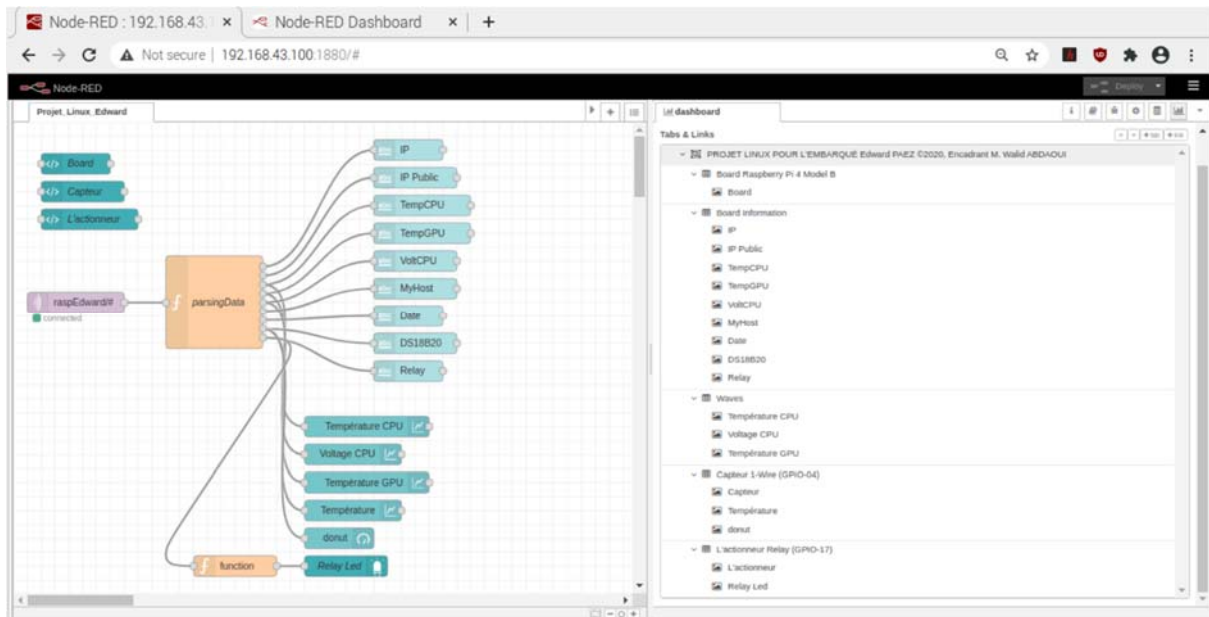 Node-RED : 192.168.43.1
Node-RED Dashboard
Not secure | 192.168.43.100:1880/#
Node-RED
Deploy
Projet_Linux_Edward
Board
Capteur
L'actionneur
raspEdward/#
connected
parsingData
IP
IP Public
TempCPU
TempGPU
VoltCPU
MyHost
Date
DS18B20
Relay
Température CPU
Voltage CPU
Température GPU
Température
donut
function
Relay Led
dashboard
Tabs & Links
PROJET LINUX POUR L'EMBARQUÉ Edward PAEZ ©2020, Encadrant M. Walid ABDAOUI
Board Raspberry Pi 4 Model B
Board
Board Information
IP
IP Public
TempCPU
TempGPU
VoltCPU
MyHost
Date
DS18B20
Relay
Waves
Température CPU
Voltage CPU
Température GPU
Capteur 1-Wire (GPIO-04)
Capteur
Température
donut
L'actionneur Relay (GPIO-17)
L'actionneur
Relay Led